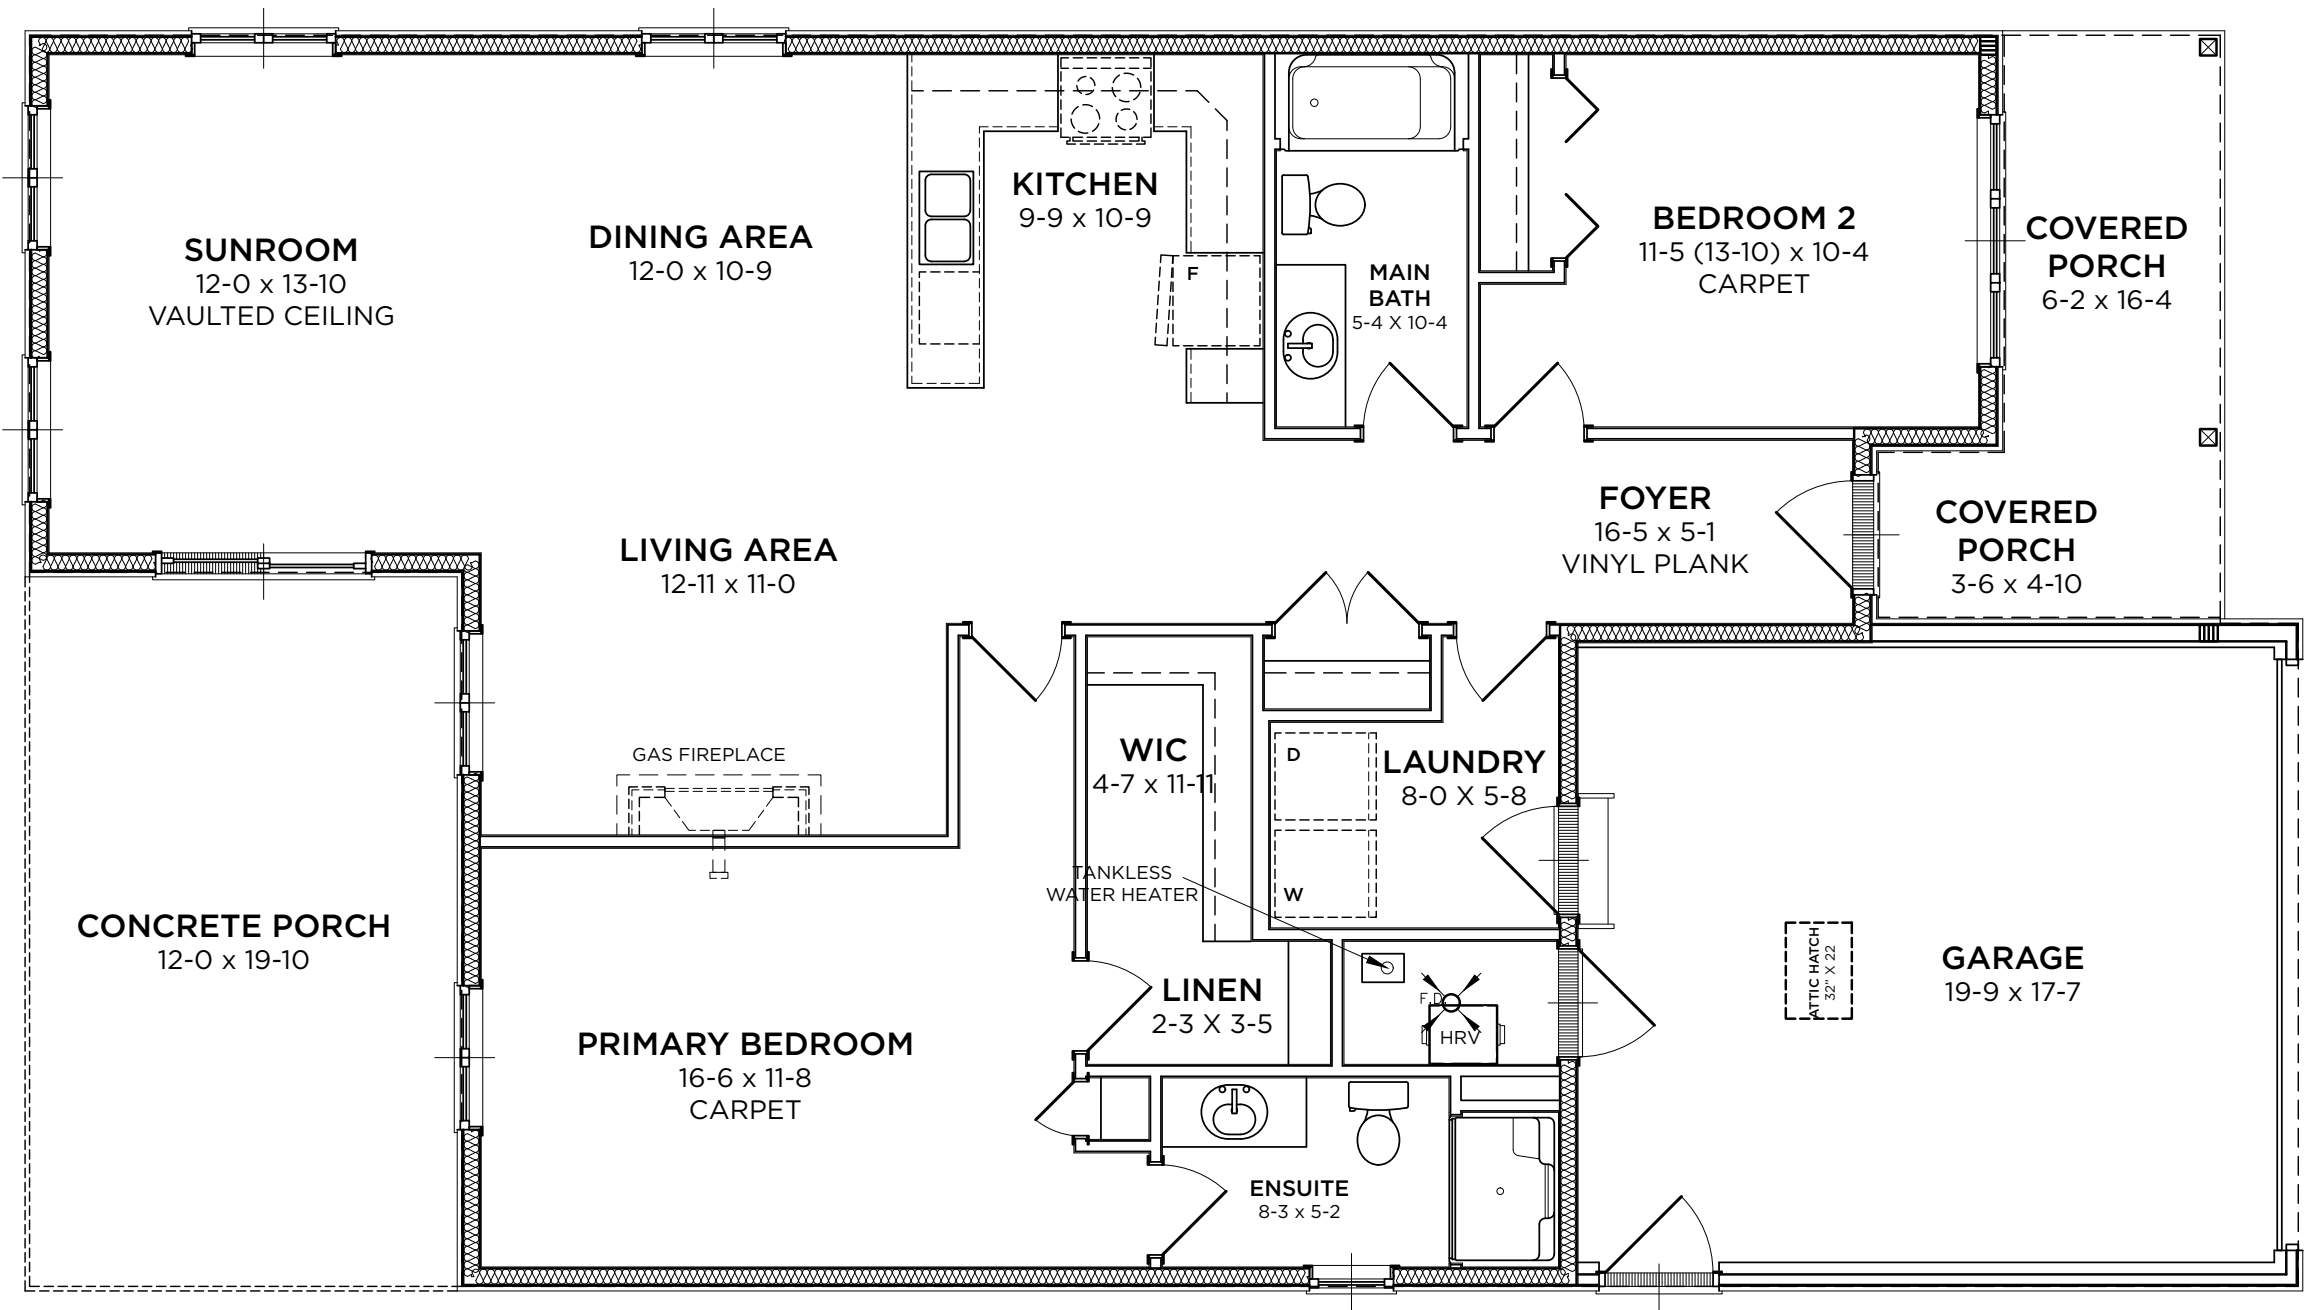 SUNROOM
12-0 x 13-10
VAULTED CEILING
DINING AREA
12-0 x 10-9
KITCHEN
9-9 x 10-9
F
MAIN
BATH
5-4 X 10-4
BEDROOM 2
11-5 (13-10) x 10-4
CARPET
COVERED
PORCH
6-2 x 16-4
LIVING AREA
12-11 x 11-0
FOYER
16-5 x 5-1
VINYL PLANK
COVERED
PORCH
3-6 x 4-10
GAS FIREPLACE
WIC
4-7 x 11-11
D
LAUNDRY
8-0 X 5-8
TANKLESS
WATER HEATER
W
CONCRETE PORCH
12-0 x 19-10
LINEN
2-3 X 3-5
F.D.
HRV
ATTIC HATCH
32" X 22
GARAGE
19-9 x 17-7
PRIMARY BEDROOM
16-6 x 11-8
CARPET
ENSUITE
8-3 x 5-2